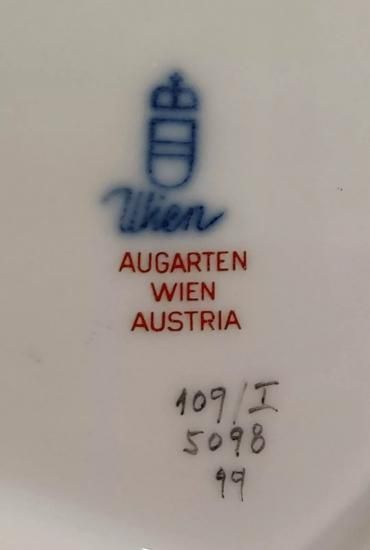 Wien
AUGARTEN
WIEN
AUSTRIA
109/I
5098
99